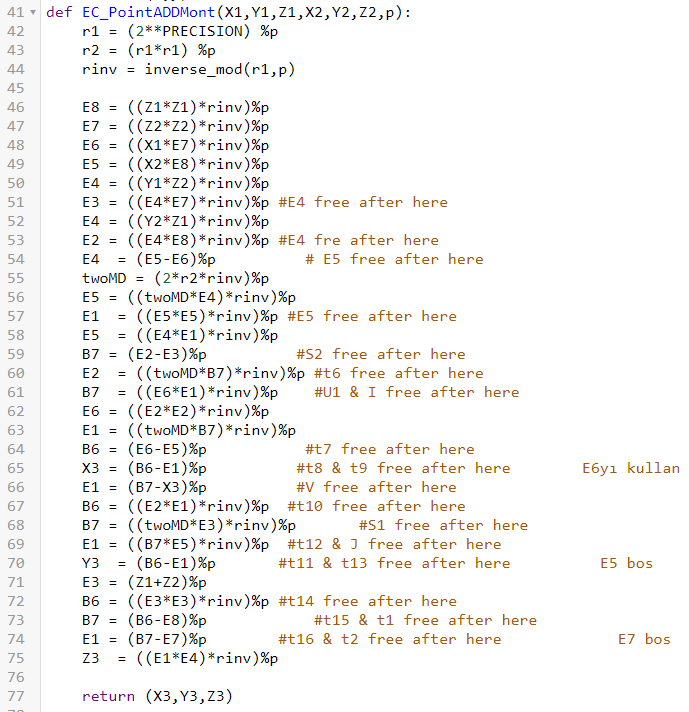 41 def EC_PointADDMont(X1,Y1,Z1,X2,Y2,Z2,p):
42     r1 = (2**PRECISION) %p
43     r2 = (r1*r1) %p
44     rinv = inverse_mod(r1,p)
45
46     E8 = ((Z1*Z1)*rinv)%p
47     E7 = ((Z2*Z2)*rinv)%p
48     E6 = ((X1*E7)*rinv)%p
49     E5 = ((X2*E8)*rinv)%p
50     E4 = ((Y1*Z2)*rinv)%p
51     E3 = ((E4*E7)*rinv)%p #E4 free after here
52     E4 = ((Y2*Z1)*rinv)%p
53     E2 = ((E4*E8)*rinv)%p #E4 fre after here
54     E4  = (E5-E6)%p          # E5 free after here
55     twoMD = (2*r2*rinv)%p
56     E5 = ((twoMD*E4)*rinv)%p
57     E1  = ((E5*E5)*rinv)%p #E5 free after here
58     E5  = ((E4*E1)*rinv)%p
59     B7 = (E2-E3)%p          #S2 free after here
60     E2  = ((twoMD*B7)*rinv)%p #t6 free after here
61     B7  = ((E6*E1)*rinv)%p    #U1 & I free after here
62     E6 = ((E2*E2)*rinv)%p
63     E1 = ((twoMD*B7)*rinv)%p
64     B6 = (E6-E5)%p           #t7 free after here
65     X3 = (B6-E1)%p          #t8 & t9 free after here        E6yı kullan
66     E1 = (B7-X3)%p          #V free after here
67     B6 = ((E2*E1)*rinv)%p  #t10 free after here
68     B7 = ((twoMD*E3)*rinv)%p       #S1 free after here
69     E1 = ((B7*E5)*rinv)%p  #t12 & J free after here
70     Y3  = (B6-E1)%p       #t11 & t13 free after here          E5 bos
71     E3 = (Z1+Z2)%p
72     B6 = ((E3*E3)*rinv)%p #t14 free after here
73     B7 = (B6-E8)%p            #t15 & t1 free after here
74     E1 = (B7-E7)%p        #t16 & t2 free after here             E7 bos
75     Z3  = ((E1*E4)*rinv)%p
76
77     return (X3,Y3,Z3)